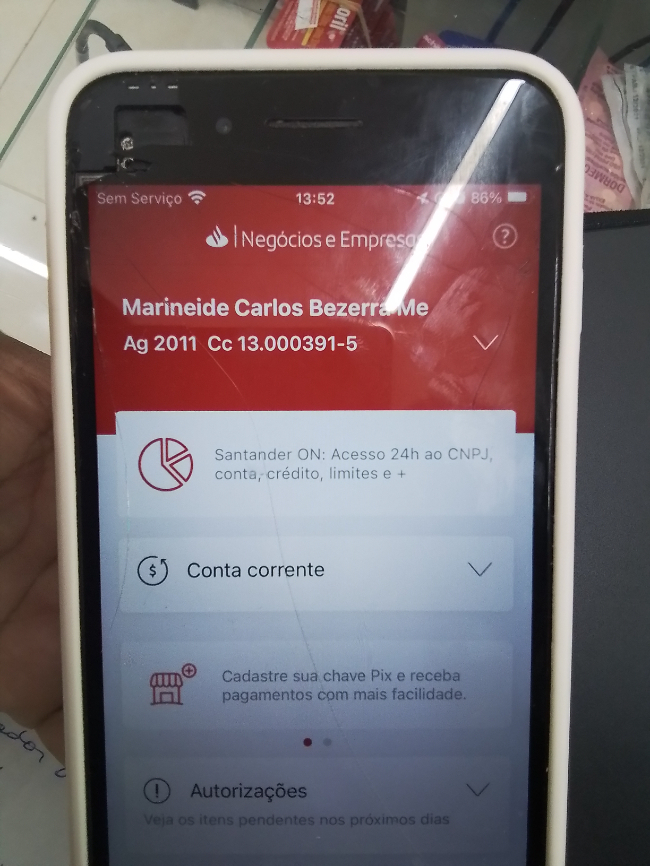 Sem Serviço 13:52 86%
Negócios e Empresas
?
Marineide Carlos Bezerra Me
Ag 2011 Cc 13.000391-5
Santander ON: Acesso 24h ao CNPJ,
conta, crédito, limites e +
$ Conta corrente
Cadastre sua chave Pix e receba
pagamentos com mais facilidade.
Autorizações
Veja os itens pendentes nos próximos dias